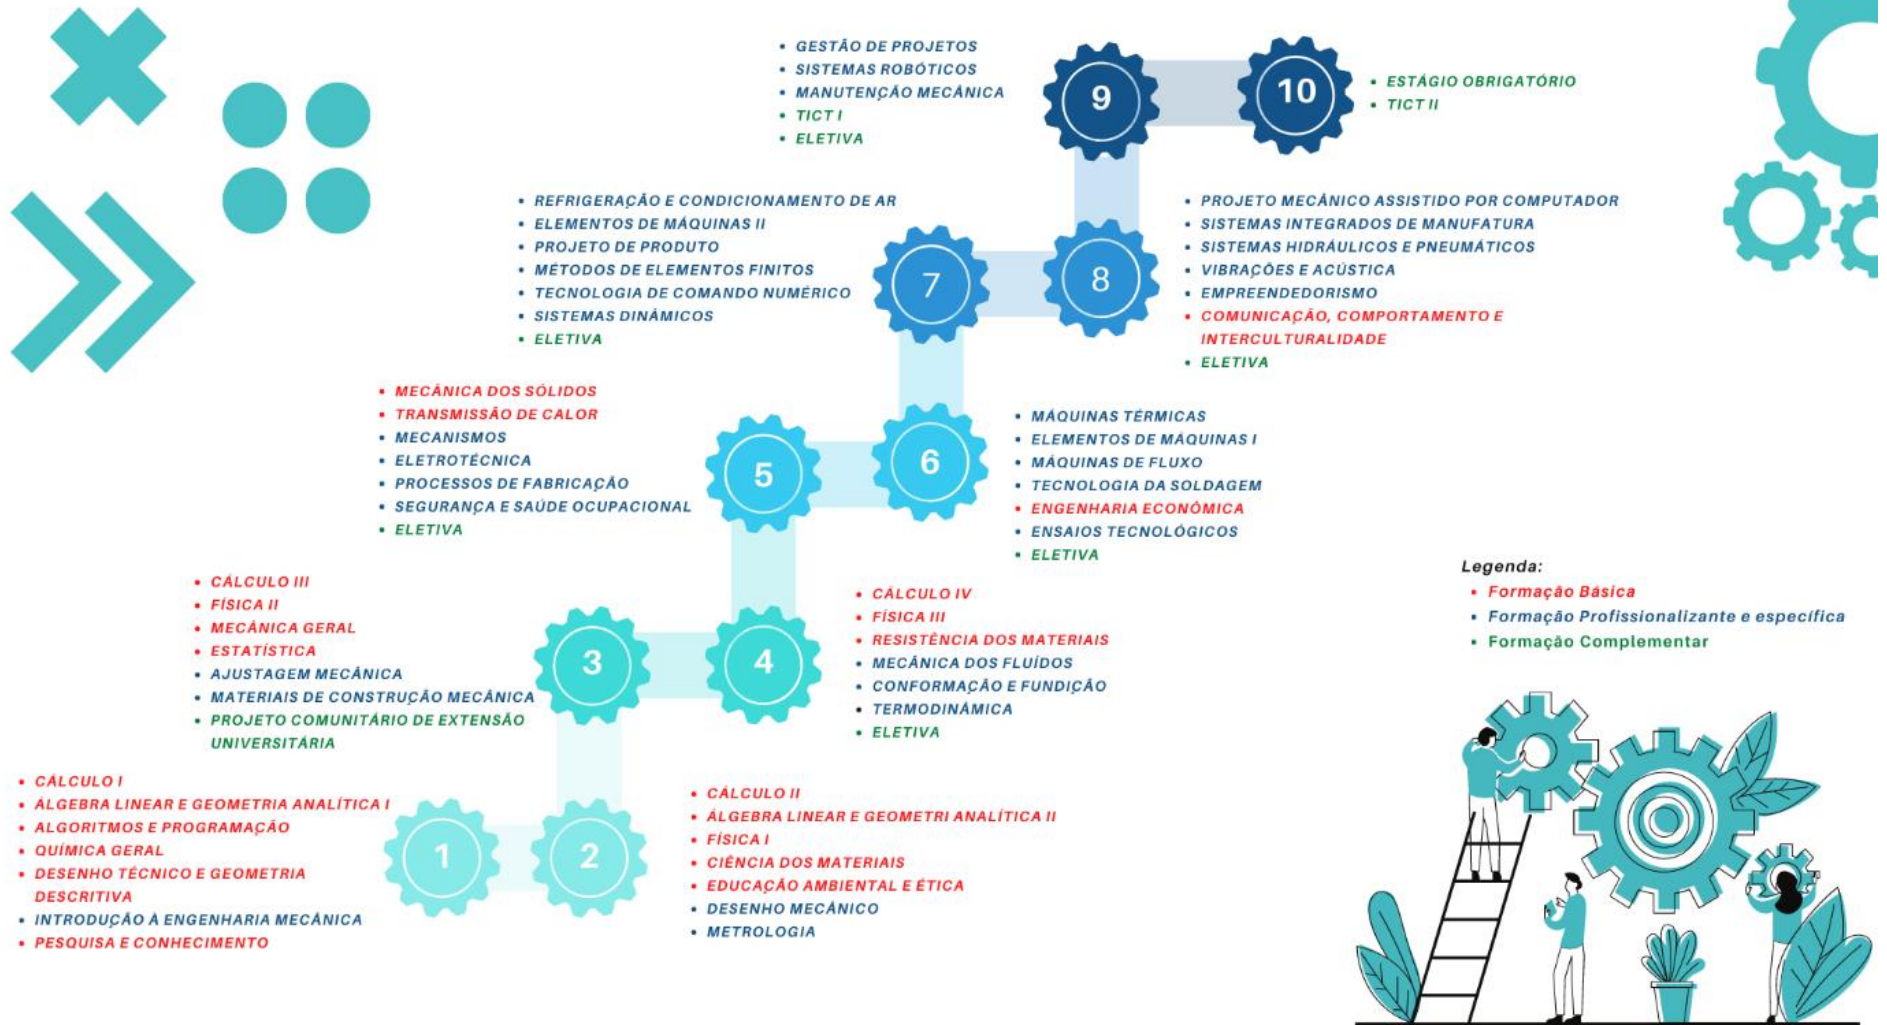 • GESTÃO DE PROJETOS
• SISTEMAS ROBÓTICOS
• MANUTENÇÃO MECÂNICA
• TICT I
• ELETIVA
9
10
• ESTÁGIO OBRIGATÓRIO
• TICT II
• REFRIGERAÇÃO E CONDICIONAMENTO DE AR
• ELEMENTOS DE MÁQUINAS II
• PROJETO DE PRODUTO
• MÉTODOS DE ELEMENTOS FINITOS
• TECNOLOGIA DE COMANDO NUMÉRICO
• SISTEMAS DINÂMICOS
• ELETIVA
7
8
• PROJETO MECÂNICO ASSISTIDO POR COMPUTADOR
• SISTEMAS INTEGRADOS DE MANUFATURA
• SISTEMAS HIDRÁULICOS E PNEUMÁTICOS
• VIBRAÇÕES E ACÚSTICA
• EMPREENDEDORISMO
• COMUNICAÇÃO, COMPORTAMENTO E
INTERCULTURALIDADE
• ELETIVA
• MECÂNICA DOS SÓLIDOS
• TRANSMISSÃO DE CALOR
• MECANISMOS
• ELETROTÉCNICA
• PROCESSOS DE FABRICAÇÃO
• SEGURANÇA E SAÚDE OCUPACIONAL
• ELETIVA
5
6
• MÁQUINAS TÉRMICAS
• ELEMENTOS DE MÁQUINAS I
• MÁQUINAS DE FLUXO
• TECNOLOGIA DA SOLDAGEM
• ENGENHARIA ECONÔMICA
• ENSAIOS TECNOLÓGICOS
• ELETIVA
• CÁLCULO III
• FÍSICA II
• MECÂNICA GERAL
• ESTATÍSTICA
• AJUSTAGEM MECÂNICA
• MATERIAIS DE CONSTRUÇÃO MECÂNICA
• PROJETO COMUNITÁRIO DE EXTENSÃO
UNIVERSITÁRIA
3
4
• CÁLCULO IV
• FÍSICA III
• RESISTÊNCIA DOS MATERIAIS
• MECÂNICA DOS FLUÍDOS
• CONFORMAÇÃO E FUNDIÇÃO
• TERMODINÂMICA
• ELETIVA
Legenda:
• Formação Básica
• Formação Profissionalizante e específica
• Formação Complementar
• CÁLCULO I
• ÁLGEBRA LINEAR E GEOMETRIA ANALÍTICA I
• ALGORITMOS E PROGRAMAÇÃO
• QUÍMICA GERAL
• DESENHO TÉCNICO E GEOMETRIA
DESCRITIVA
• INTRODUÇÃO À ENGENHARIA MECÂNICA
• PESQUISA E CONHECIMENTO
1
2
• CÁLCULO II
• ÁLGEBRA LINEAR E GEOMETRI ANALÍTICA II
• FÍSICA I
• CIÊNCIA DOS MATERIAIS
• EDUCAÇÃO AMBIENTAL E ÉTICA
• DESENHO MECÂNICO
• METROLOGIA